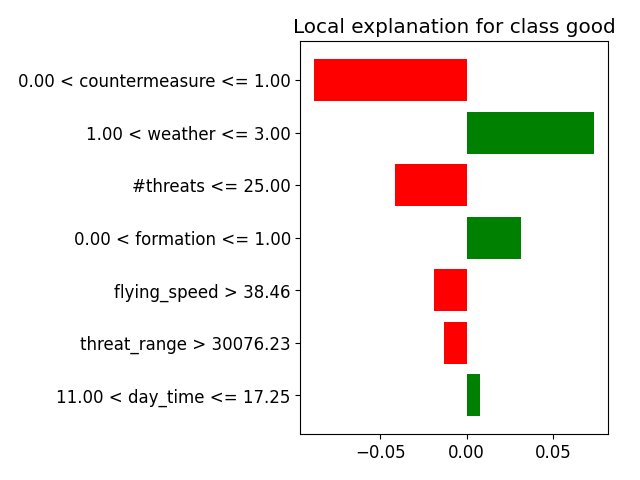 Local explanation for class good
0.00 < countermeasure <= 1.00
1.00 < weather <= 3.00
#threats <= 25.00
0.00 < formation <= 1.00
flying_speed > 38.46
threat_range > 30076.23
11.00 < day_time <= 17.25
−0.05 0.00 0.05